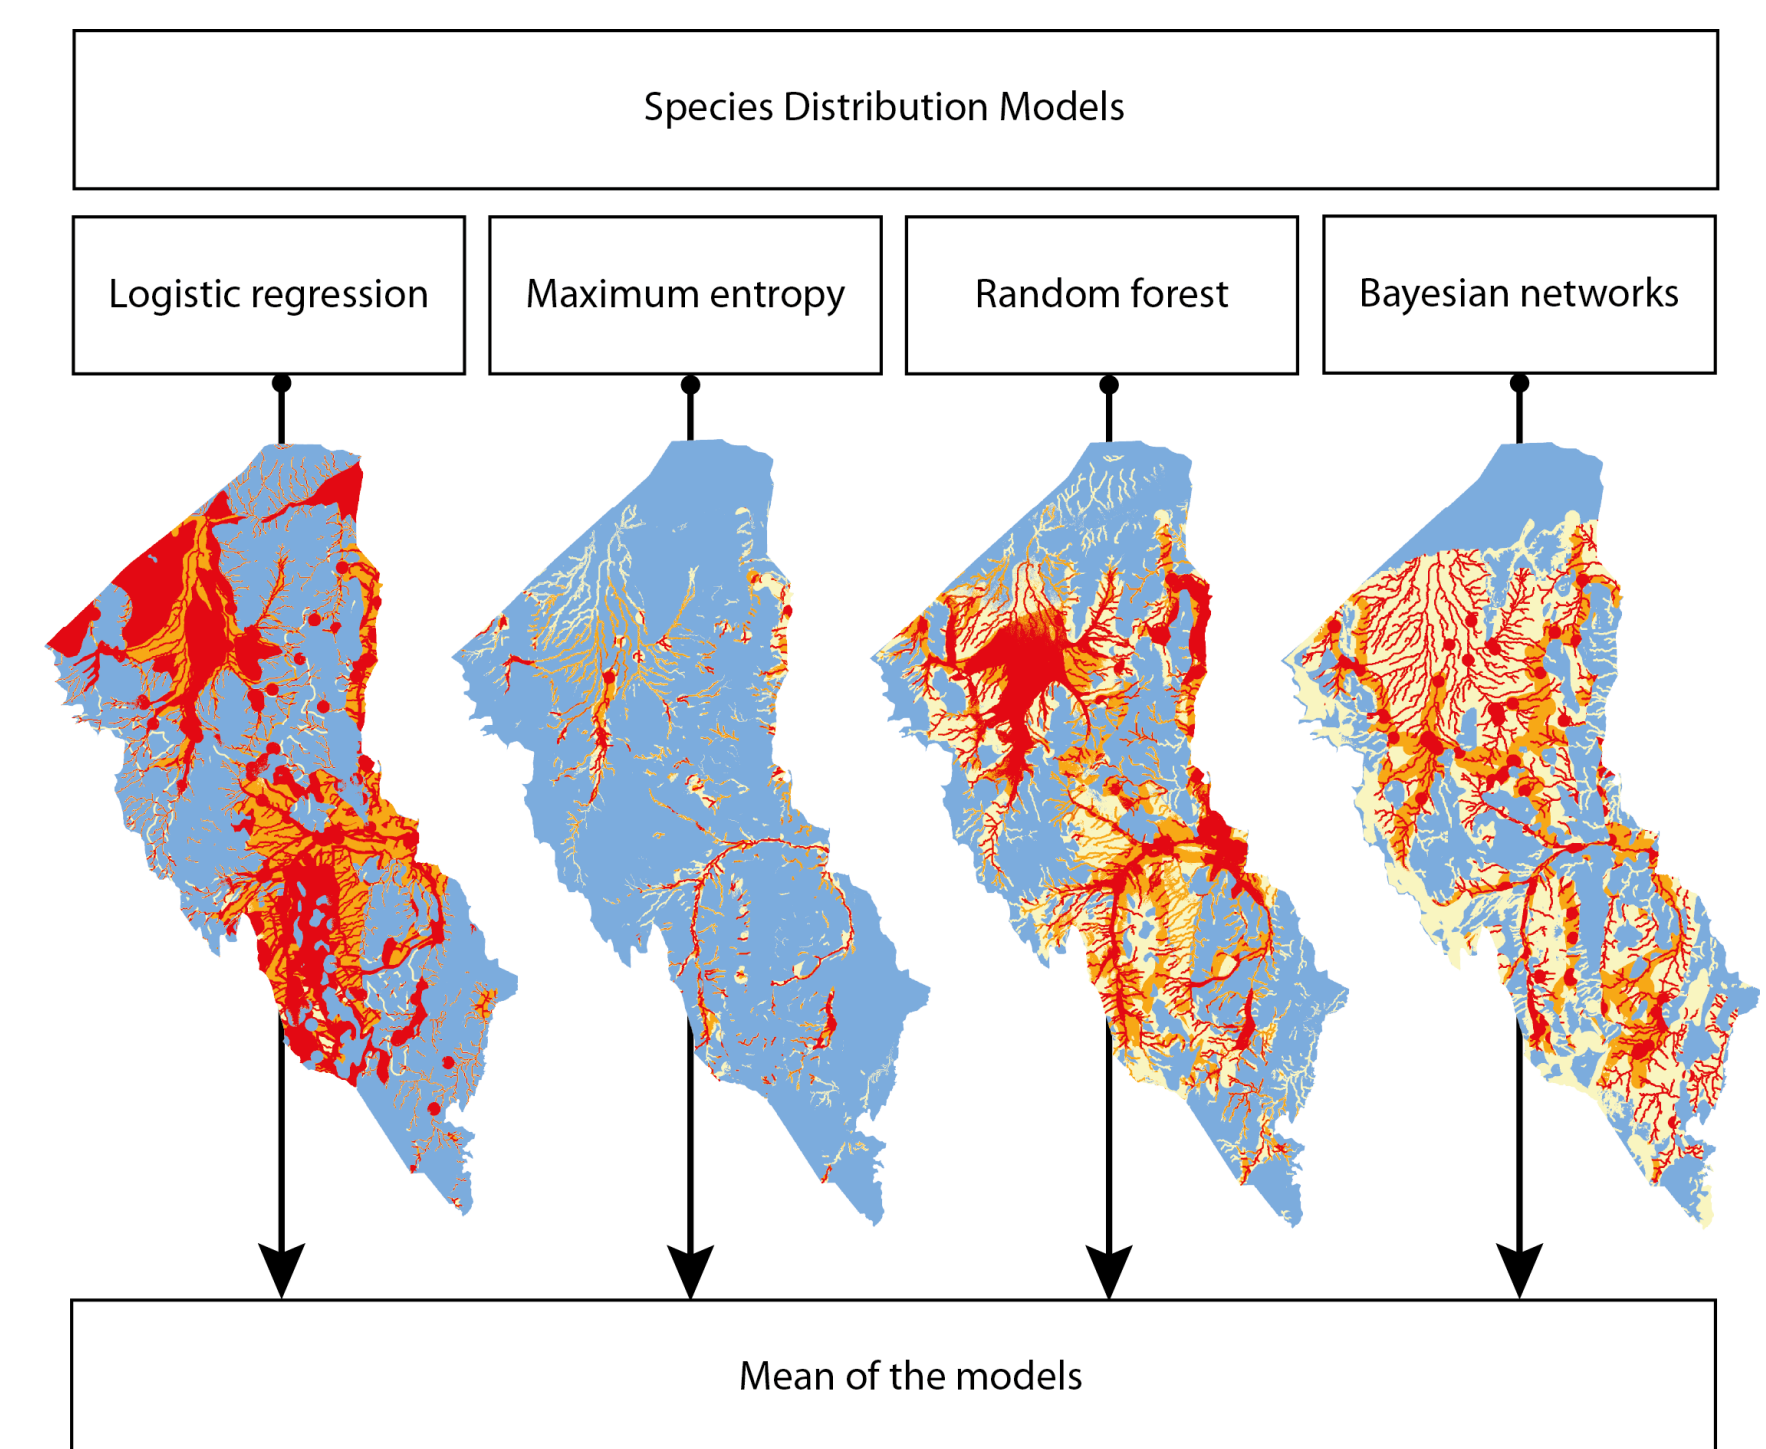 Species Distribution Models
Logistic regression
Maximum entropy
Random forest
Bayesian networks
Mean of the models